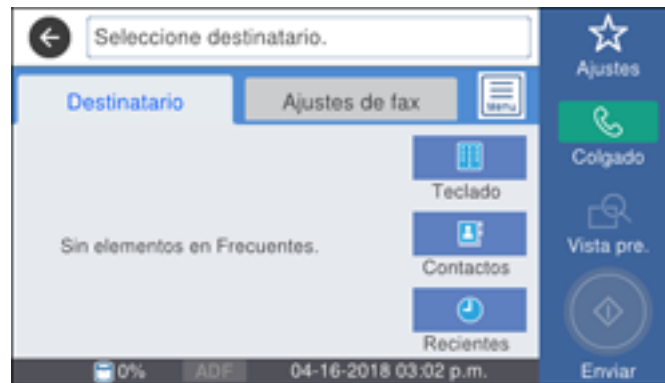 Seleccione destinatario.
Ajustes
Destinatario
Ajustes de fax
Menu
Colgado
Teclado
Sin elementos en Frecuentes.
Vista pre.
Contactos
Recientes
0% ADF 04-16-2018 03:02 p.m.
Enviar